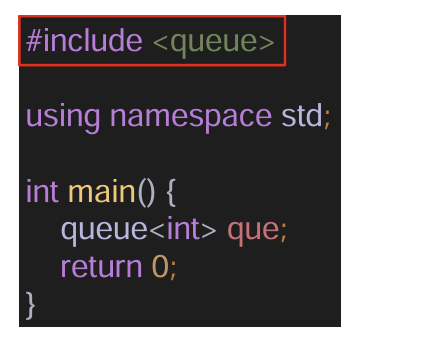 #include <queue>
using namespace std;
int main() {
queue<int> que;
return 0;
}